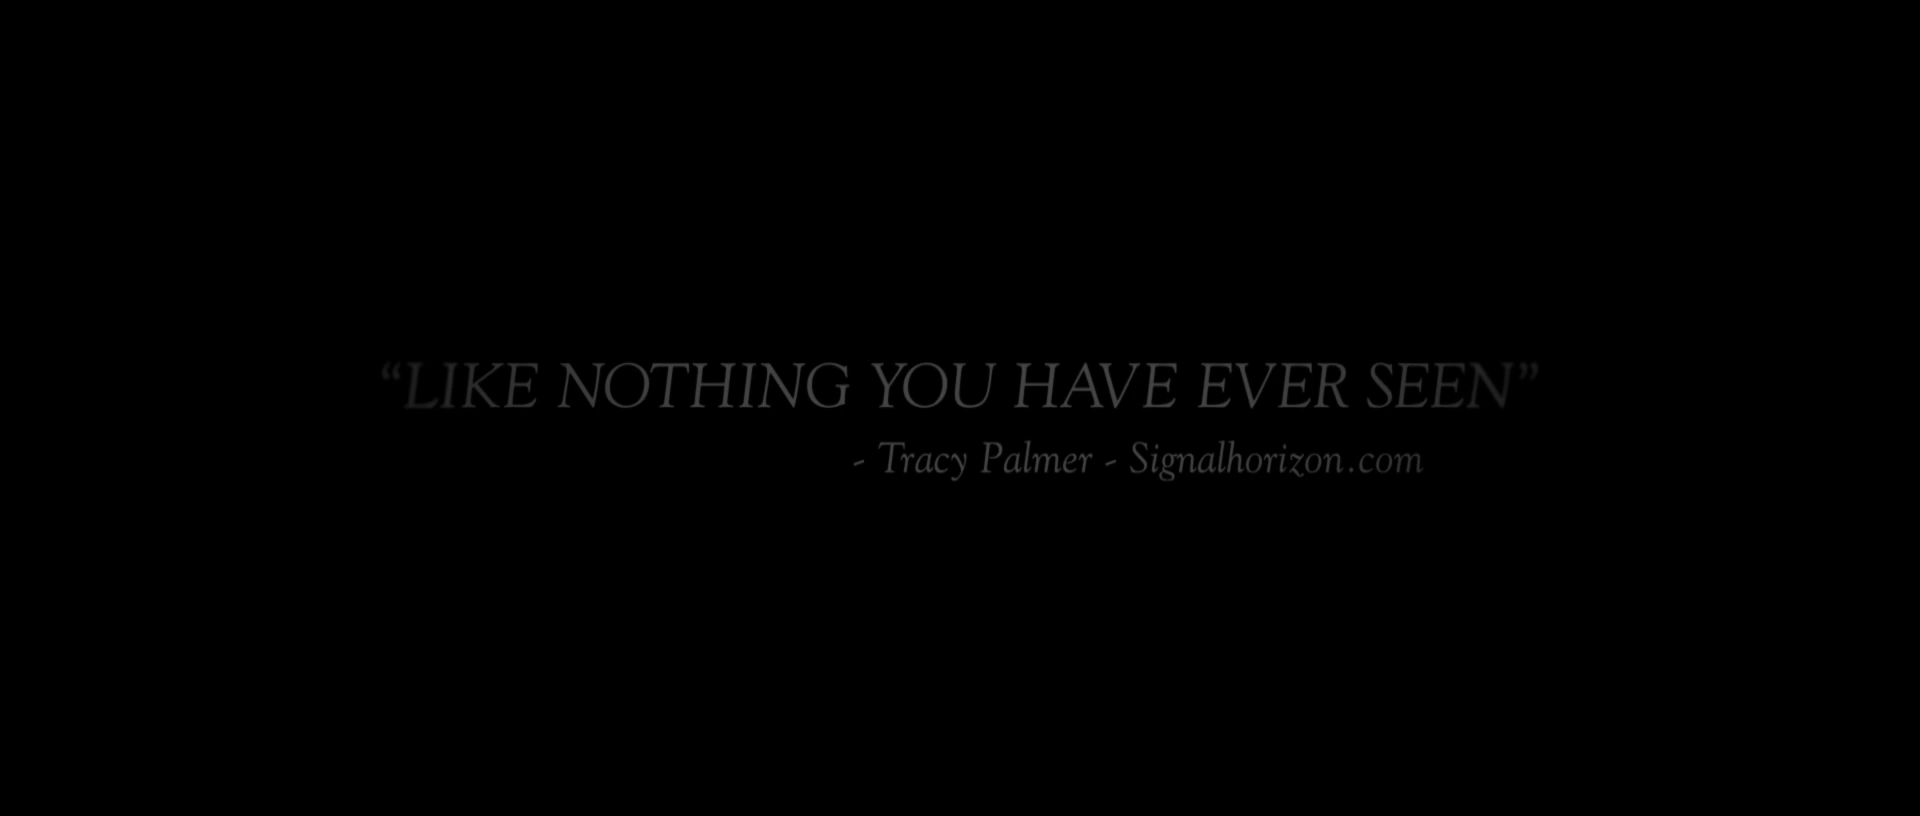 “LIKE NOTHING YOU HAVE EVER SEEN”
- Tracy Palmer - Signalhorizon.com